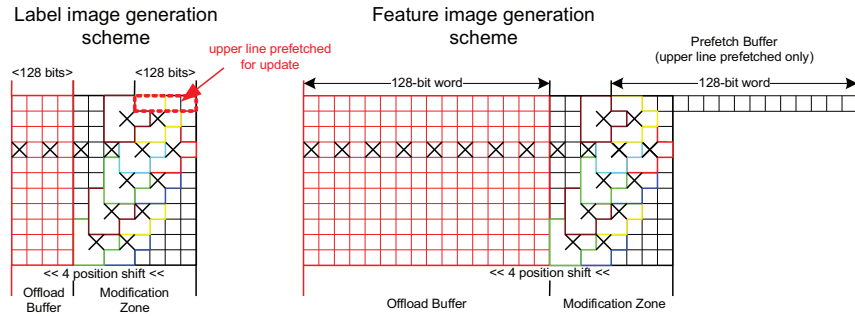 Label image generation
scheme
<128 bits>
<128 bits>
upper line prefetched
for update
<< 4 position shift <<
Offload
Buffer
Modification
Zone
Feature image generation
scheme
Prefetch Buffer
(upper line prefetched only)
128-bit word
128-bit word
<< 4 position shift <<
Offload Buffer
Modification Zone